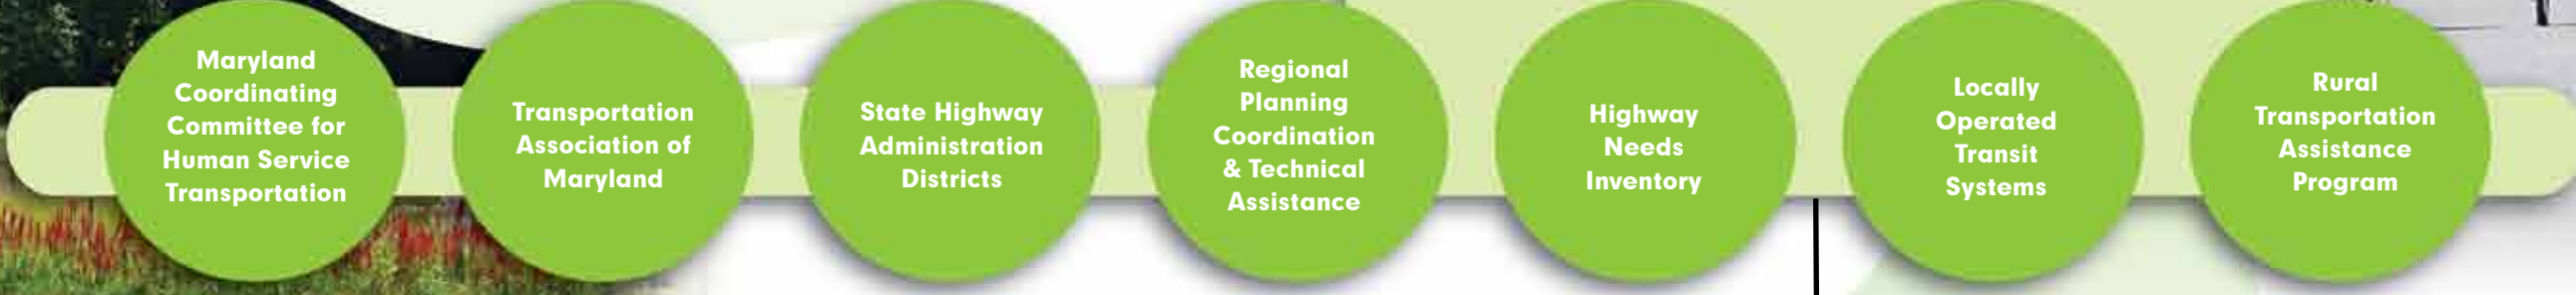 Maryland
Coordinating
Committee for
Human Service
Transportation
Transportation
Association of
Maryland
State Highway
Administration
Districts
Regional
Planning
Coordination
& Technical
Assistance
Highway
Needs
Inventory
Locally
Operated
Transit
Systems
Rural
Transportation
Assistance
Program